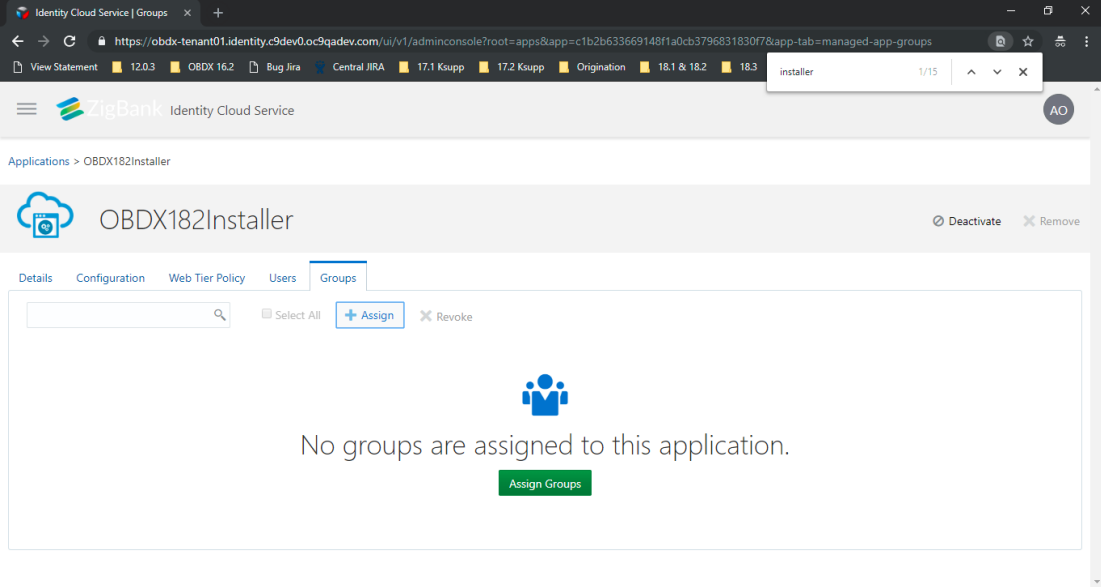 Identity Cloud Service | Groups
https://obdx-tenant01.identity.c9dev0.oc9qadev.com/ui/v1/adminconsole?root=apps&app=c1b2b633669148f1a0cb3796831830f7&app-tab=managed-app-groups
View Statement 12.0.3 OBDX 16.2 Bug Jira Central JIRA 17.1 Ksupp 17.2 Ksupp Origination 18.1 & 18.2 18.3
installer 1/15
ZigBank Identity Cloud Service AO
Applications > OBDX182Installer
OBDX182Installer Deactivate Remove
Details Configuration Web Tier Policy Users Groups
Select All Assign Revoke
No groups are assigned to this application.
Assign Groups